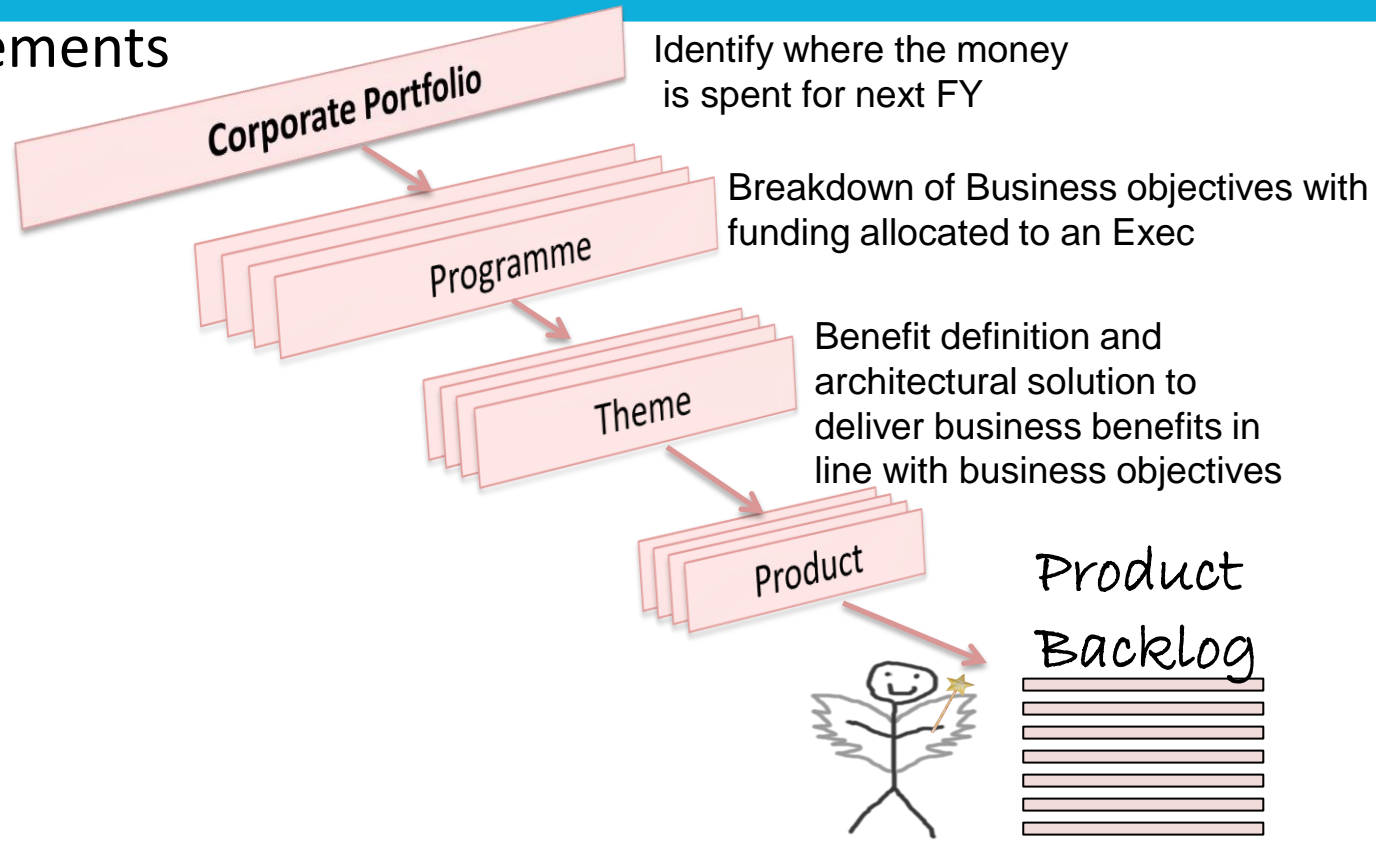 ements
Corporate Portfolio
Identify where the money
is spent for next FY
Programme
Breakdown of Business objectives with
funding allocated to an Exec
Theme
Benefit definition and
architectural solution to
deliver business benefits in
line with business objectives
Product
Product
Backlog